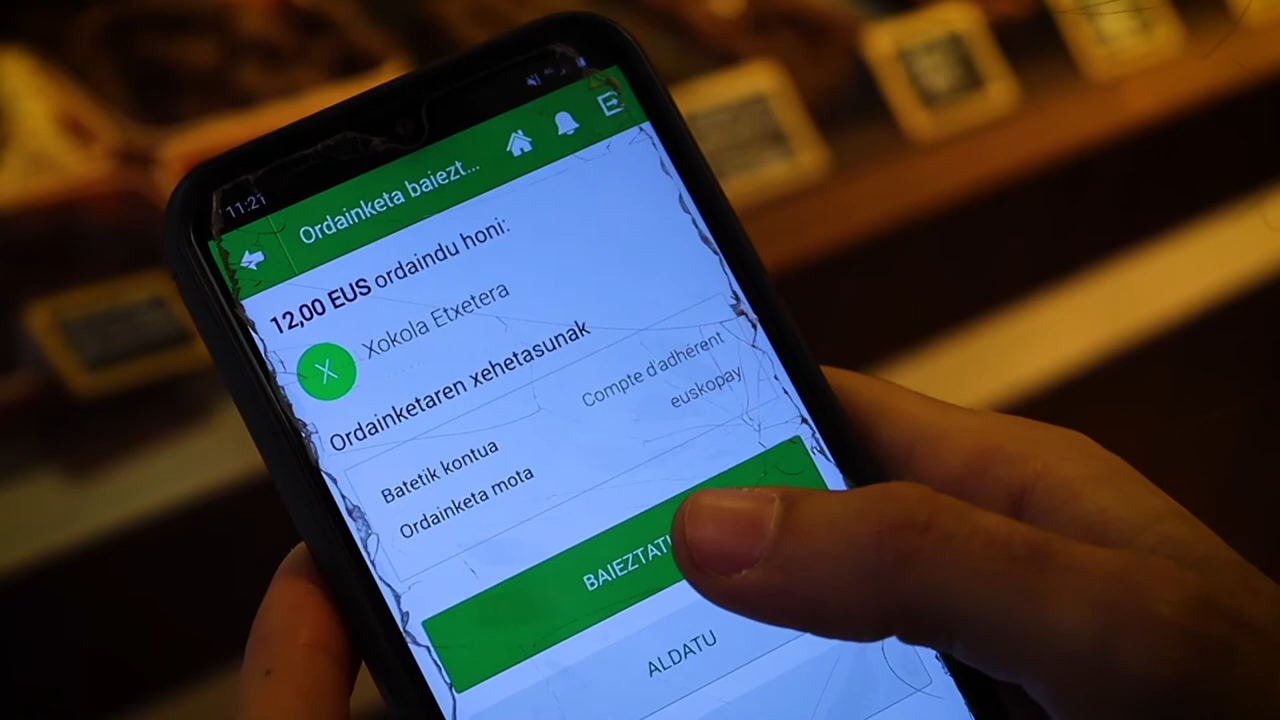 11:21
Ordainketa baiezt...
12,00 EUS ordaindu honi:
X
Xokola Etxetera
Ordainketaren xehetasunak
Batetik kontua
Compte d'adhérent
Ordainketa mota
euskopay
BAIEZTATU
ALDATU